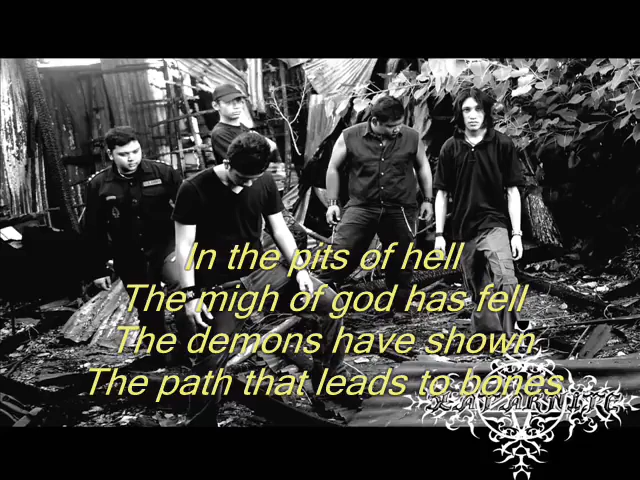 In the pits of hell
The migh of god has fell
The demons have shown
The path that leads to bones